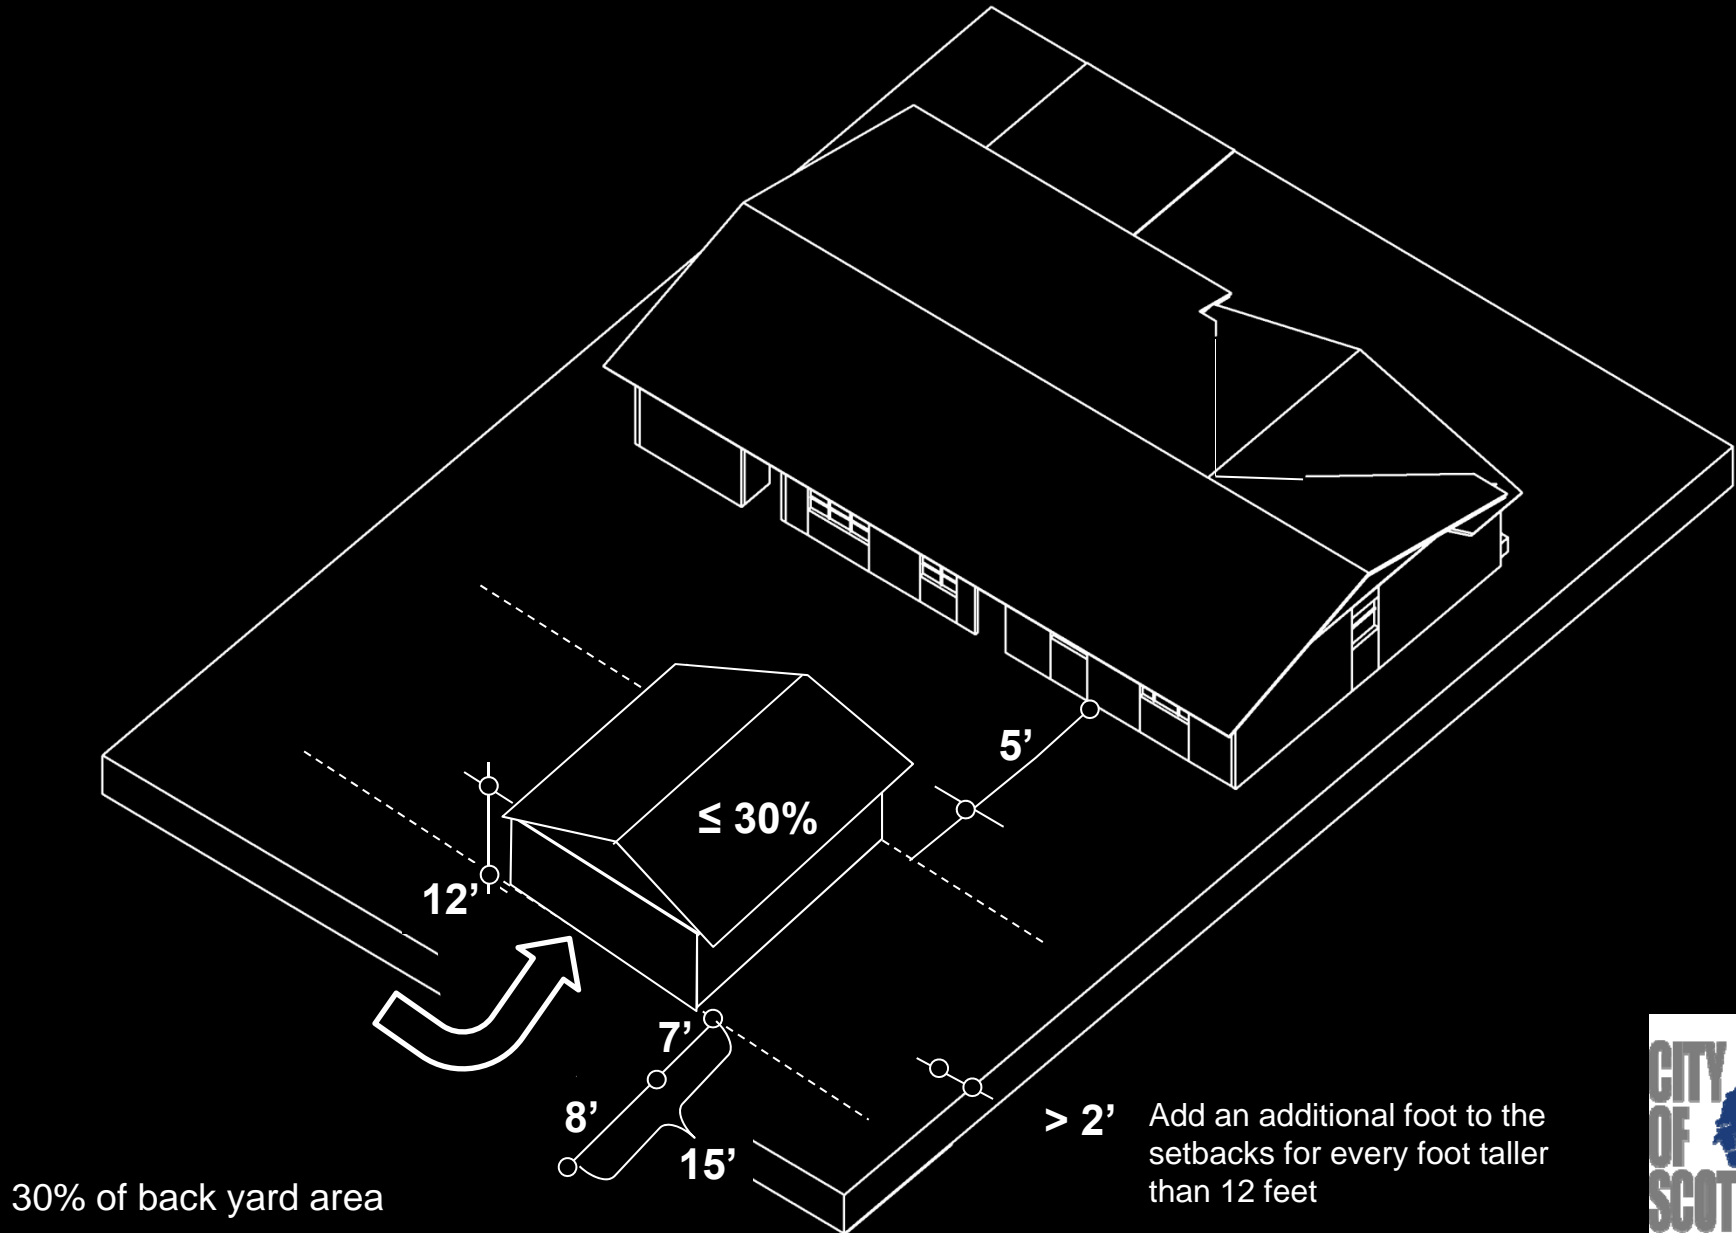 5’
≤ 30%
12’
7’
8’
15’
> 2’
Add an additional foot to the
setbacks for every foot taller
than 12 feet
30% of back yard area
CITY
OF
SCOT